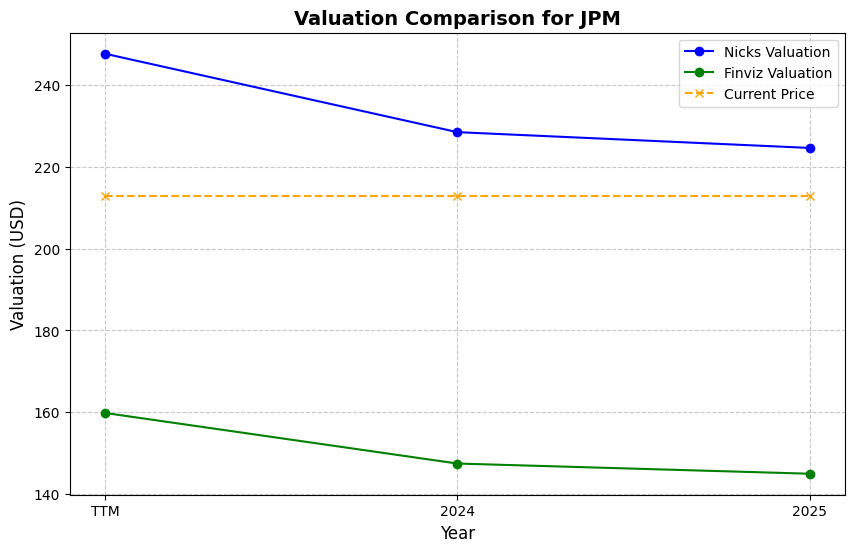 Valuation Comparison for JPM
Nicks Valuation
Finviz Valuation
Current Price
Valuation (USD)
240
220
200
180
160
140
TTM
2024
2025
Year